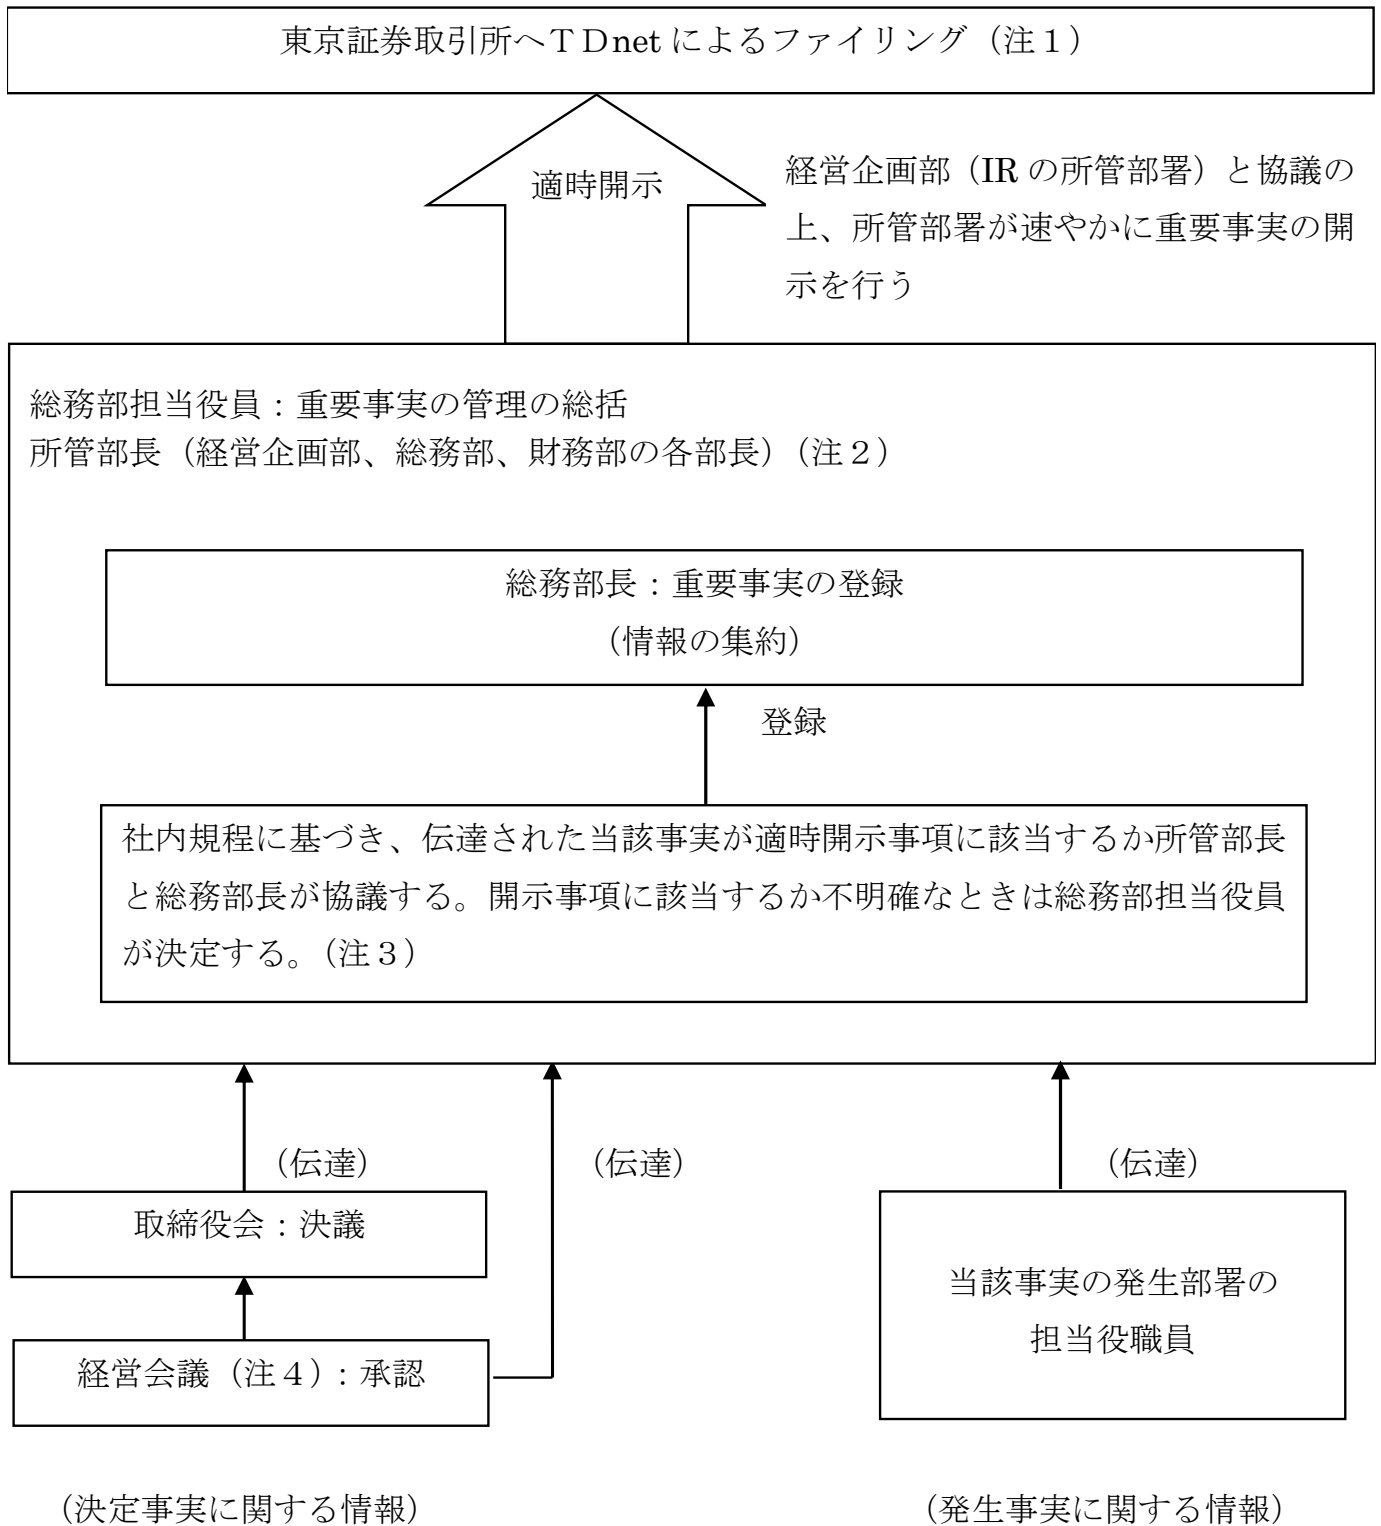 東京証券取引所へＴＤnetによるファイリング（注１）
適時開示
経営企画部（IRの所管部署）と協議の
上、所管部署が速やかに重要事実の開
示を行う
総務部担当役員：重要事実の管理の総括
所管部長（経営企画部、総務部、財務部の各部長）（注２）
総務部長：重要事実の登録
（情報の集約）
登録
社内規程に基づき、伝達された当該事実が適時開示事項に該当するか所管部長
と総務部長が協議する。開示事項に該当するか不明確なときは総務部担当役員
が決定する。（注３）
（伝達）
（伝達）
（伝達）
取締役会：決議
経営会議（注４）：承認
当該事実の発生部署の
担当役職員
（決定事実に関する情報）
（発生事実に関する情報）